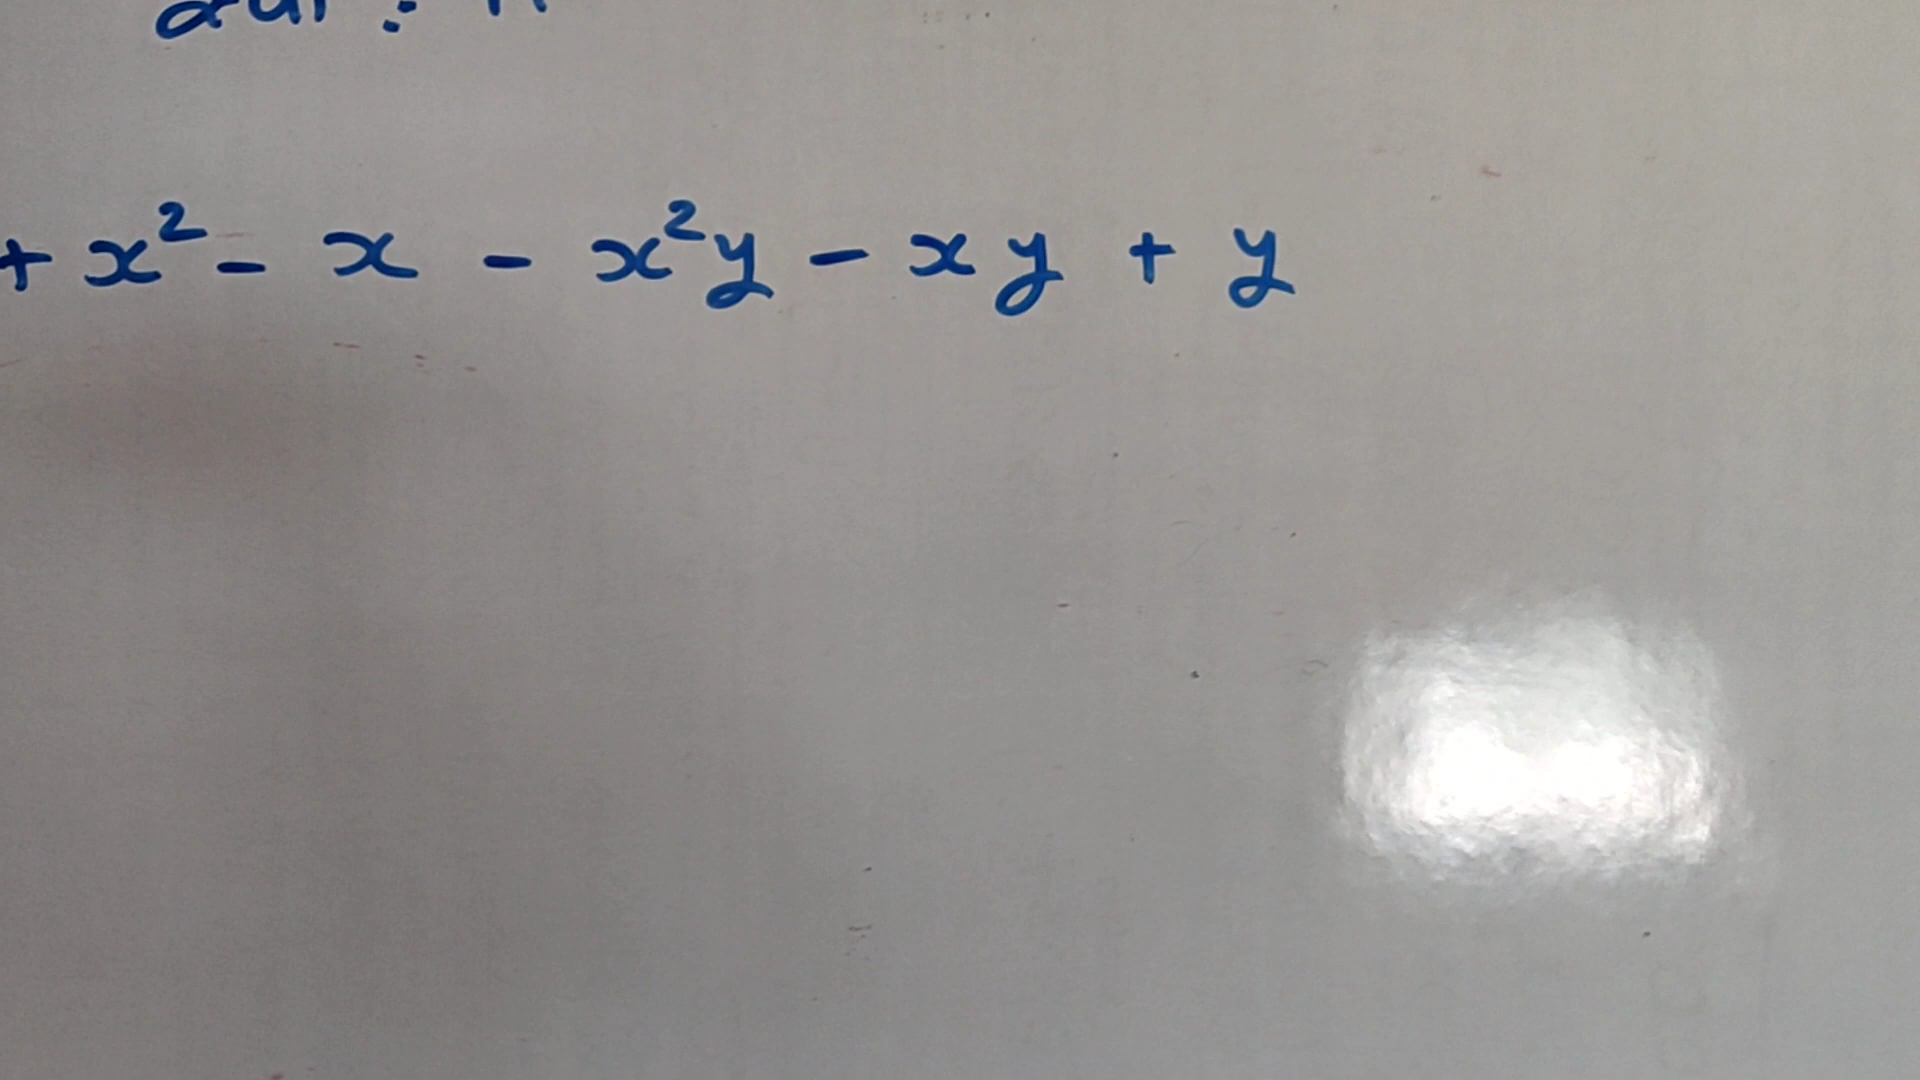 + x² - x - x²y - xy + y